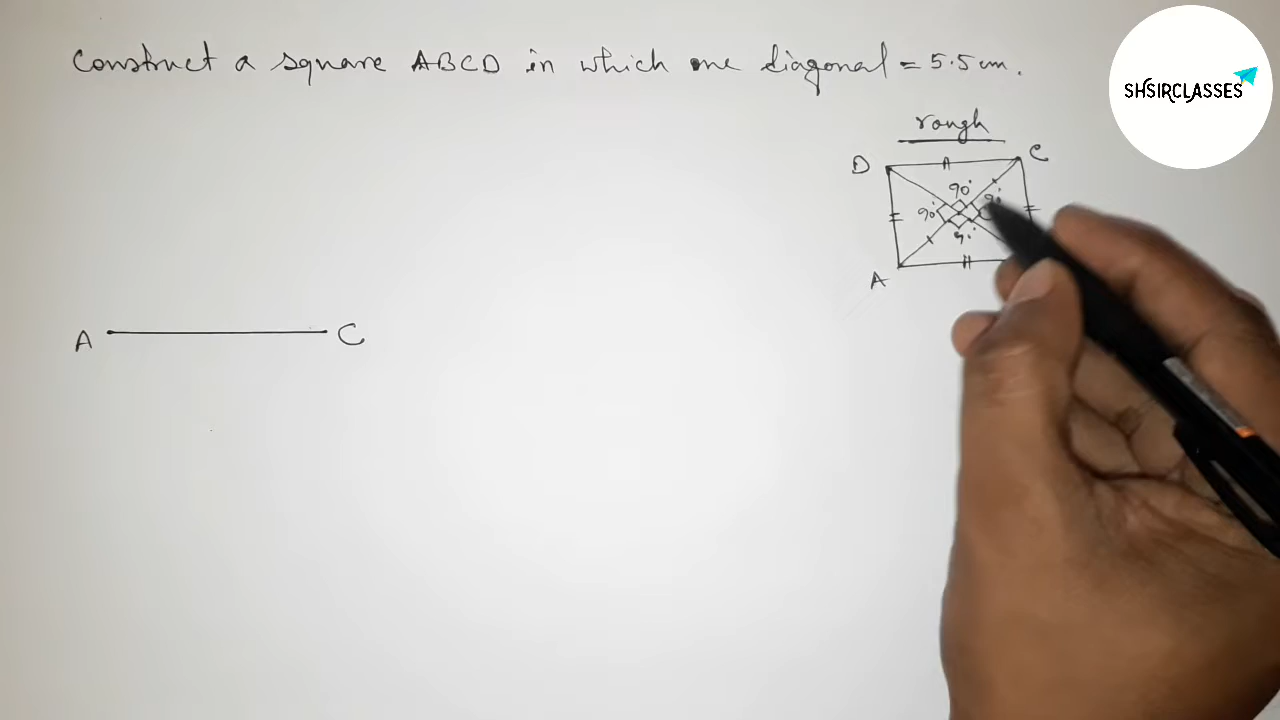 Construct a square ABCD in which one diagonal = 5.5 cm.
SHSIRCLASSES
rough
D C
90°
90° 90°
90°
A
A C